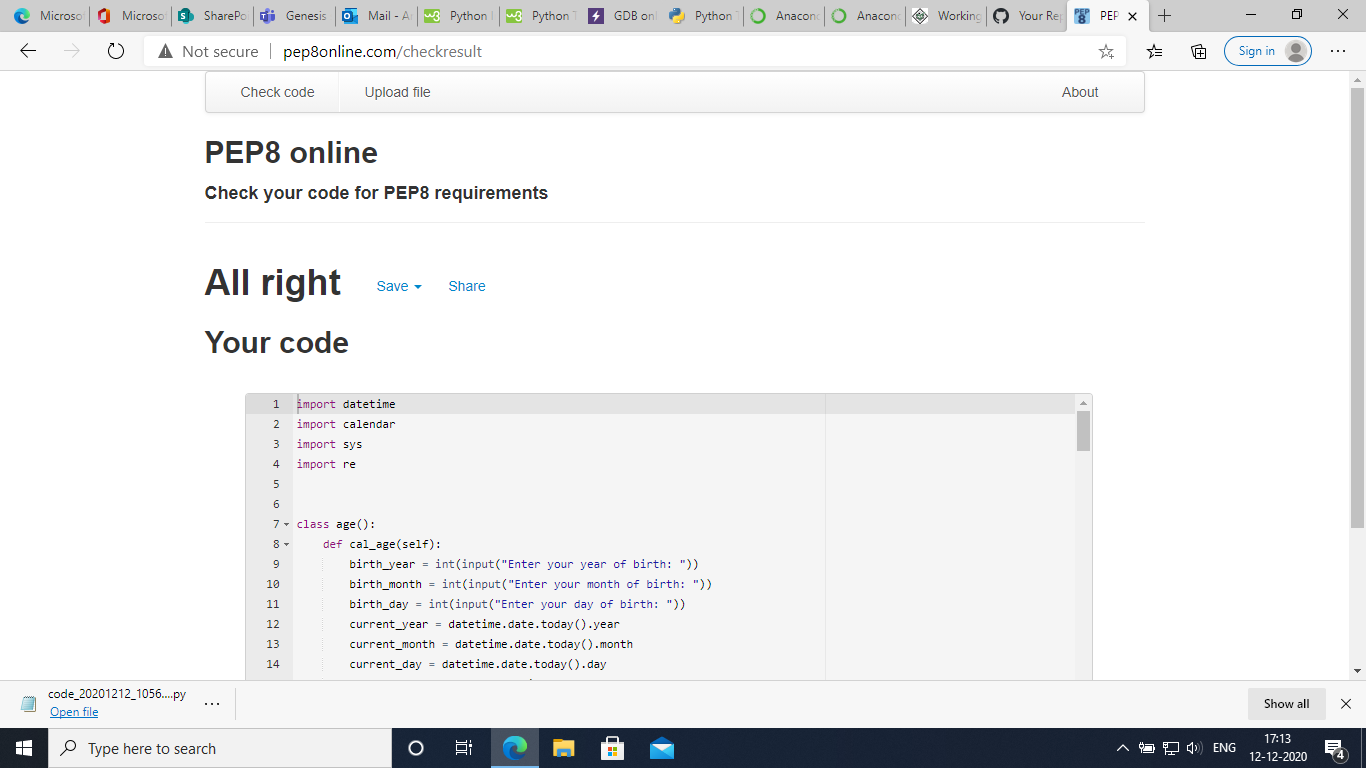 Microso
Microso
SharePo
Genesis
Mail - A
Python I
Python T
GDB onl
Python T
Anacond
Anacond
Working
Your Rep
PEP
Not secure
pep8online.com/checkresult
Sign in
Check code
Upload file
About
PEP8 online
Check your code for PEP8 requirements
All right
Save
Share
Your code
1 import datetime
2 import calendar
3 import sys
4 import re
5
6
7 class age():
8 def cal_age(self):
9 birth_year = int(input("Enter your year of birth: "))
10 birth_month = int(input("Enter your month of birth: "))
11 birth_day = int(input("Enter your day of birth: "))
12 current_year = datetime.date.today().year
13 current_month = datetime.date.today().month
14 current_day = datetime.date.today().day
code_20201212_1056....py
Open file
Show all
Type here to search
ENG
17:13
12-12-2020
4